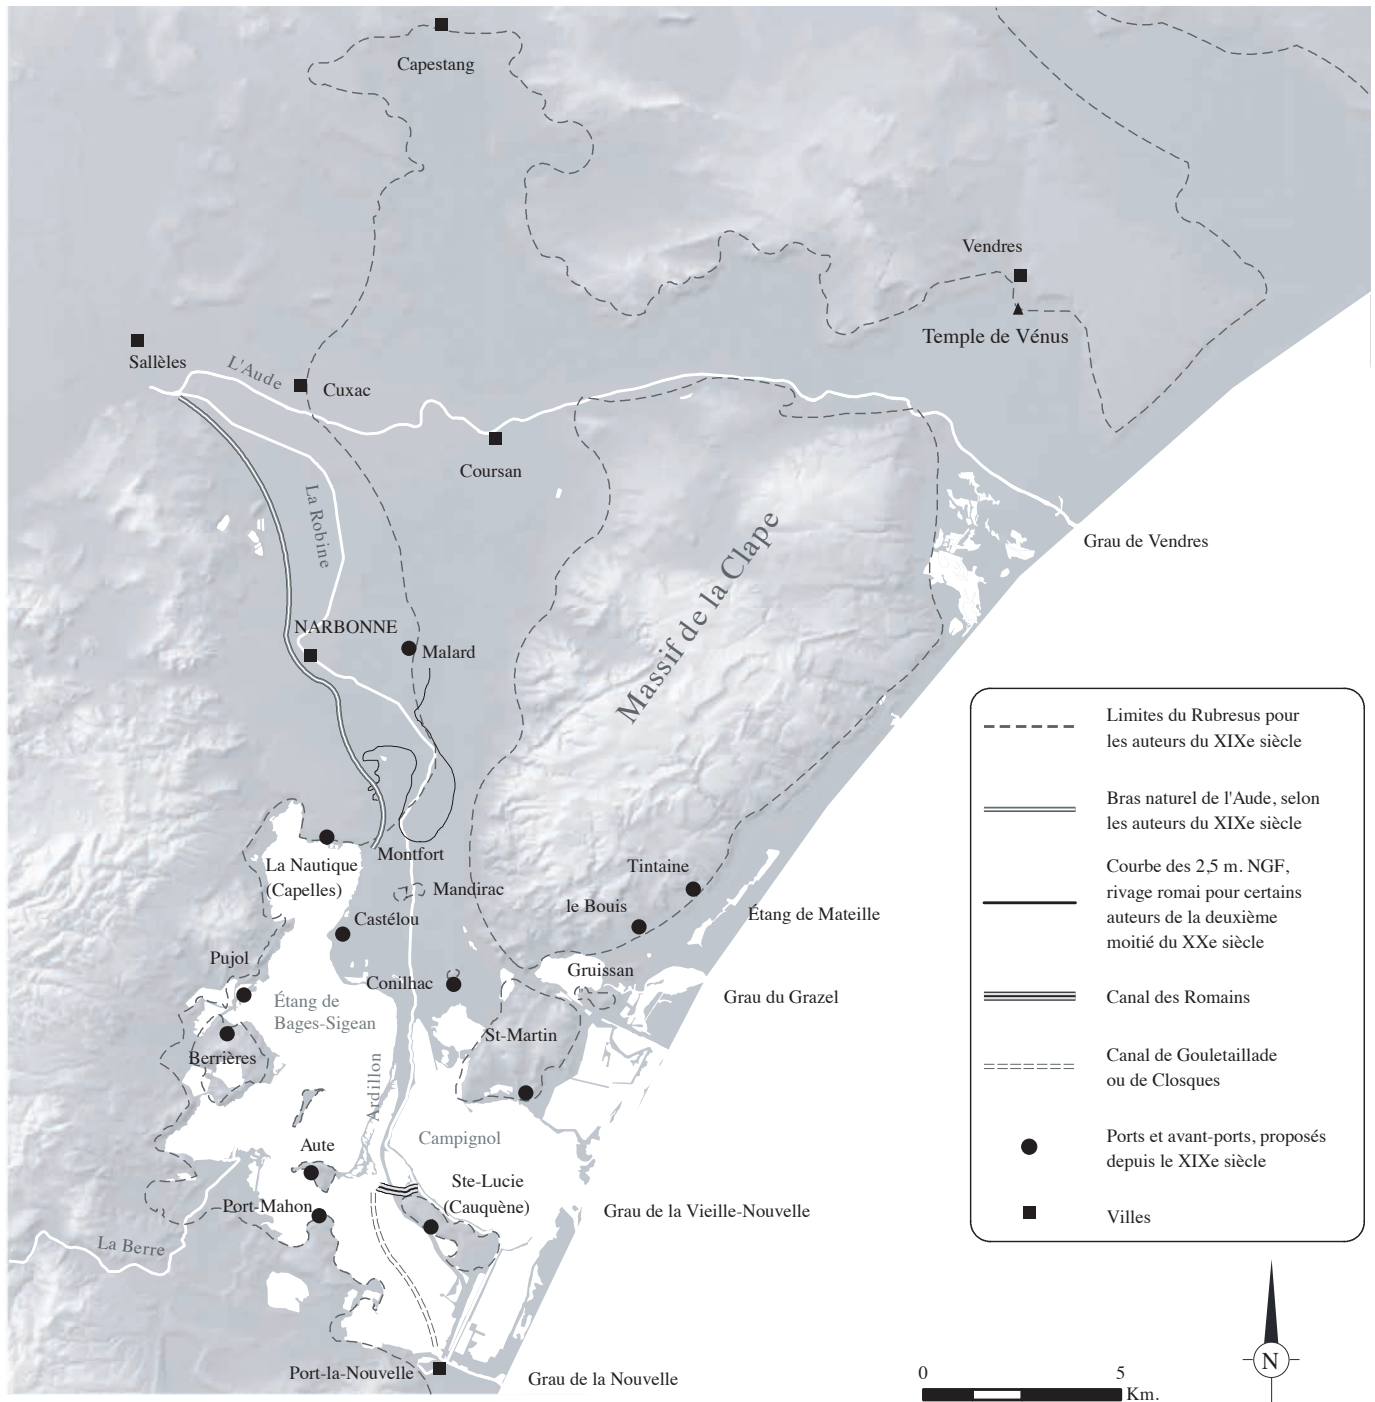 Capestang
Vendres
Temple de Vénus
Sallèles
L'Aude
Cuxac
Coursan
La Robine
Massif de la Clape
Grau de Vendres
NARBONNE
Malard
Limites du Rubresus pour
les auteurs du XIXe siècle
Bras naturel de l'Aude, selon
les auteurs du XIXe siècle
Courbe des 2,5 m. NGF,
rivage romai pour certains
auteurs de la deuxième
moitié du XXe siècle
Canal des Romains
Canal de Gouletaillade
ou de Closques
Ports et avant-ports, proposés
depuis le XIXe siècle
Villes
Montfort
La Nautique
(Capelles)
Mandirac
Tintaine
le Bouis
Étang de Mateille
Castélou
Pujol
Gruissan
Conilhac
Grau du Grazel
Étang de
Bages-Sigean
St-Martin
Berrières
Ardillon
Campignol
Aute
Ste-Lucie
(Cauquène)
Port-Mahon
Grau de la Vieille-Nouvelle
La Berre
Port-la-Nouvelle
Grau de la Nouvelle
0 5
Km.
N